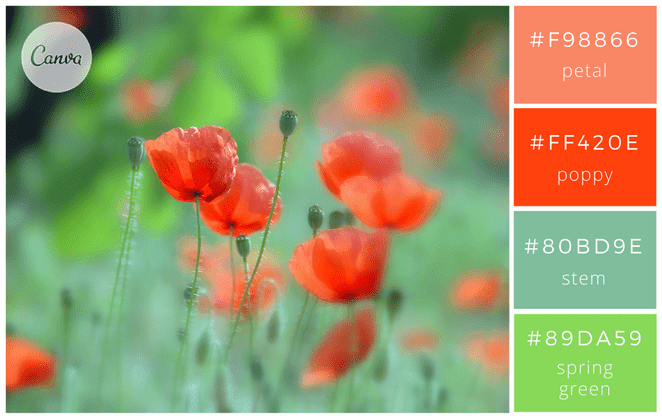 Canva
#F98866
petal
#FF420E
poppy
#80BD9E
stem
#89DA59
spring
green